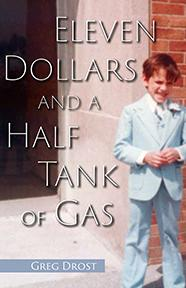 Eleven
Dollars
and a
Half
Tank
of Gas
Greg Drost